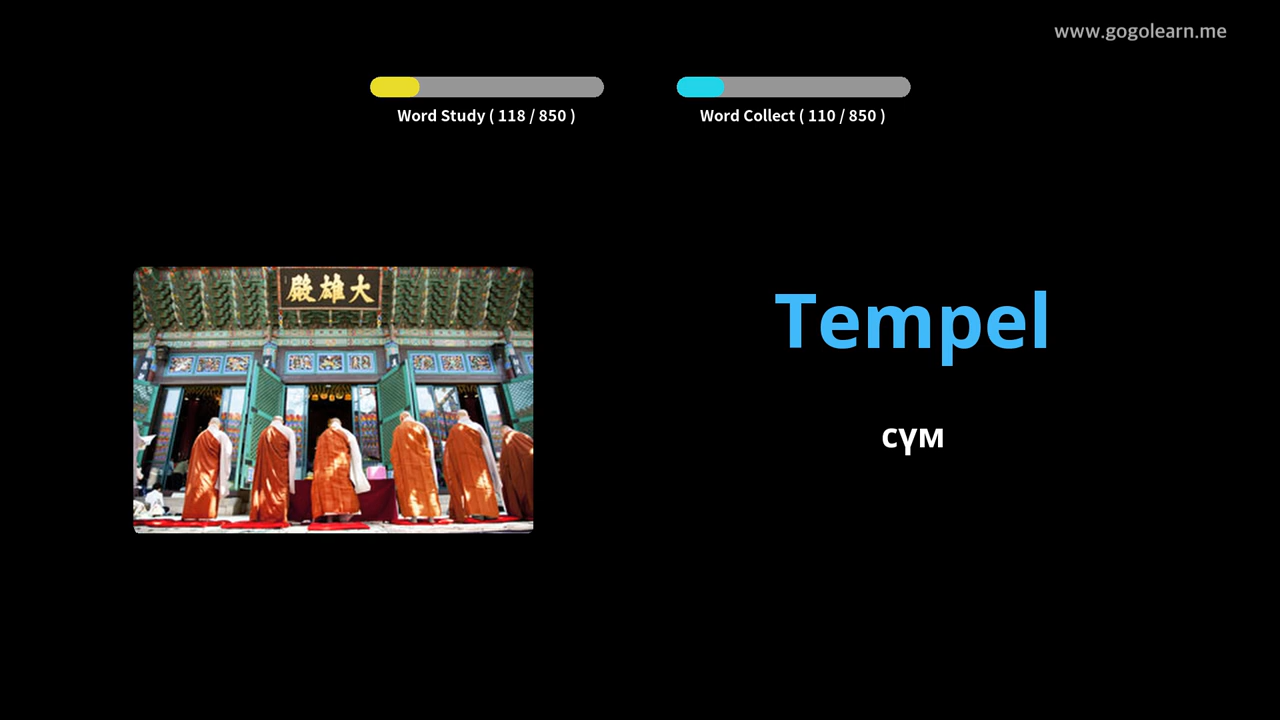 www.gogolearn.me
Word Study ( 118 / 850 )
Word Collect ( 110 / 850 )
殿雄大
Tempel
сүм